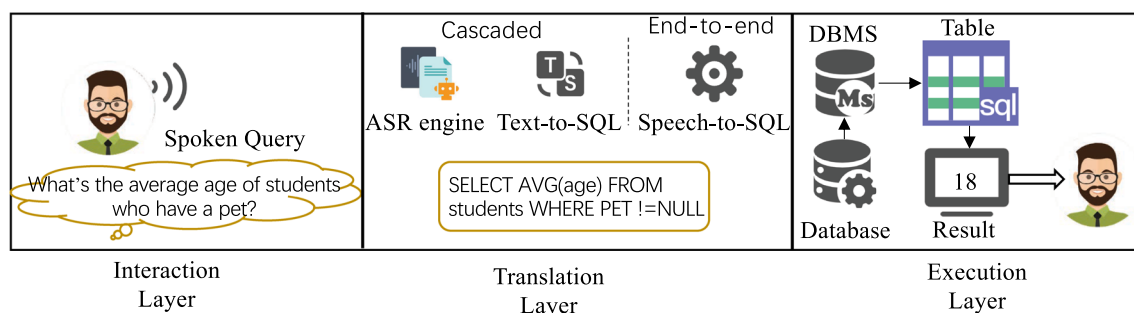 Spoken Query
What's the average age of students
who have a pet?
Interaction
Layer
Cascaded
End-to-end
T
S
ASR engine
Text-to-SQL
Speech-to-SQL
SELECT AVG(age) FROM
students WHERE PET !=NULL
Translation
Layer
DBMS
Table
Ms
sql
18
Database
Result
Execution
Layer